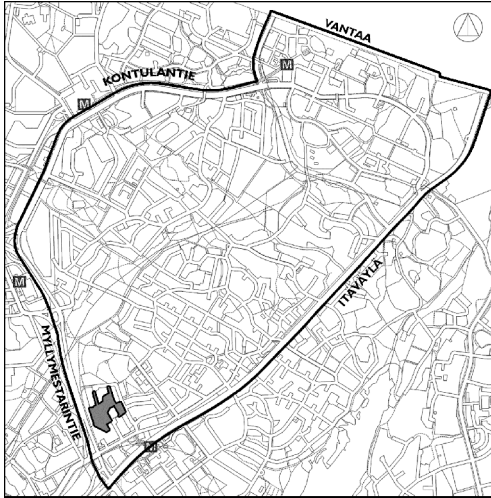 VANTAA
KONTULANTIE
M
M
M
ITÄVÄYLÄ
MYLLYMESTARINTIE
M